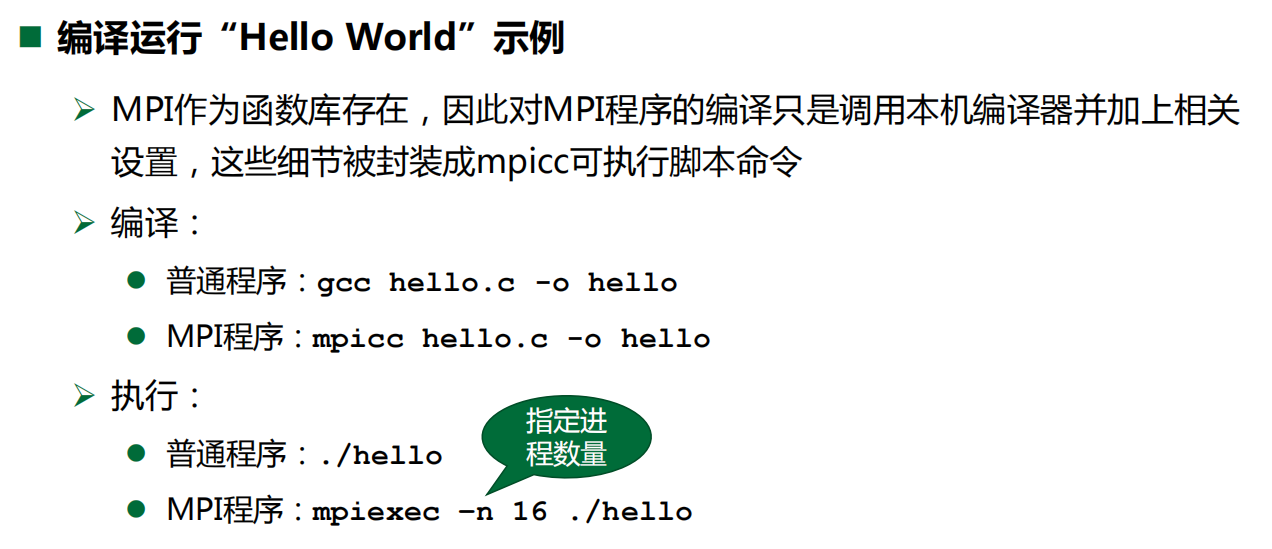 编译运行“Hello World”示例
MPI作为函数库存在，因此对MPI程序的编译只是调用本机编译器并加上相关
设置，这些细节被封装成mpicc可执行脚本命令
编译：
普通程序：gcc hello.c -o hello
MPI程序：mpicc hello.c -o hello
执行：
指定进
程数量
普通程序：./hello
MPI程序：mpiexec –n 16 ./hello